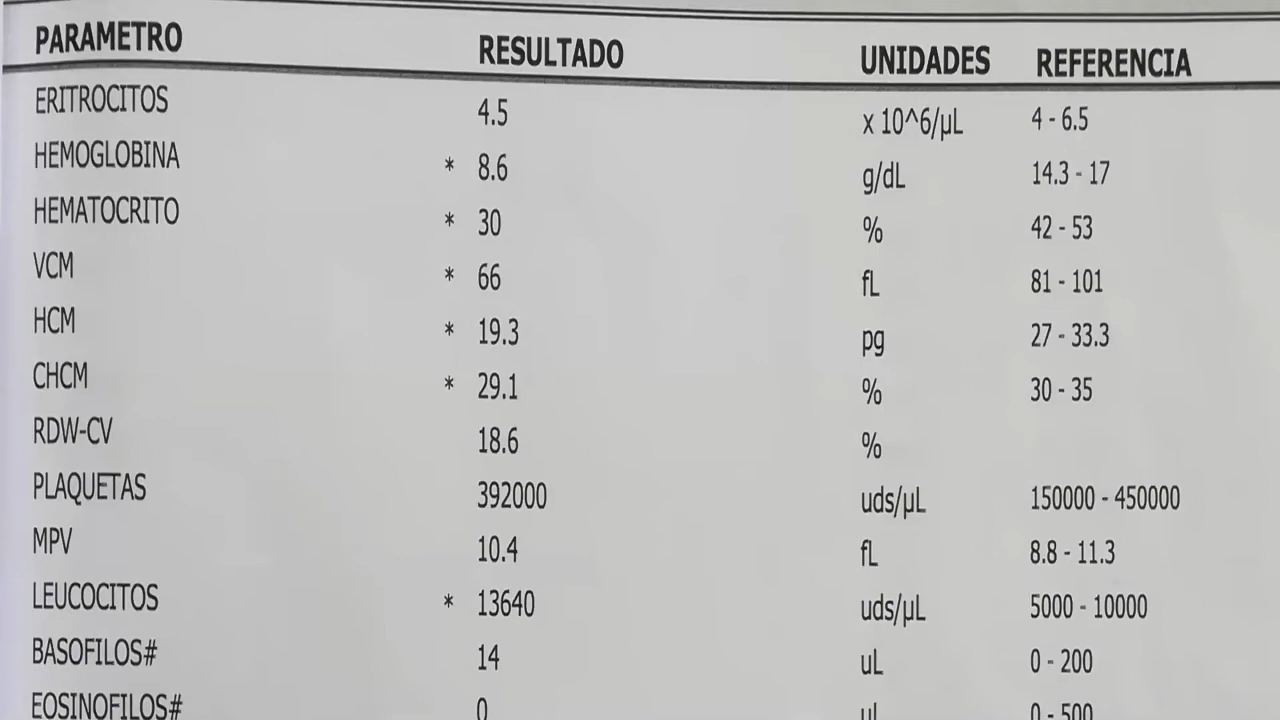 PARAMETRO RESULTADO UNIDADES REFERENCIA
ERITROCITOS 4.5 x 10^6/µL 4 - 6.5
HEMOGLOBINA * 8.6 g/dL 14.3 - 17
HEMATOCRITO * 30 % 42 - 53
VCM * 66 fL 81 - 101
HCM * 19.3 pg 27 - 33.3
CHCM * 29.1 % 30 - 35
RDW-CV 18.6 %
PLAQUETAS 392000 uds/µL 150000 - 450000
MPV 10.4 fL 8.8 - 11.3
LEUCOCITOS * 13640 uds/µL 5000 - 10000
BASOFILOS# 14 uL 0 - 200
EOSINOFILOS# 0 uL 0 - 500